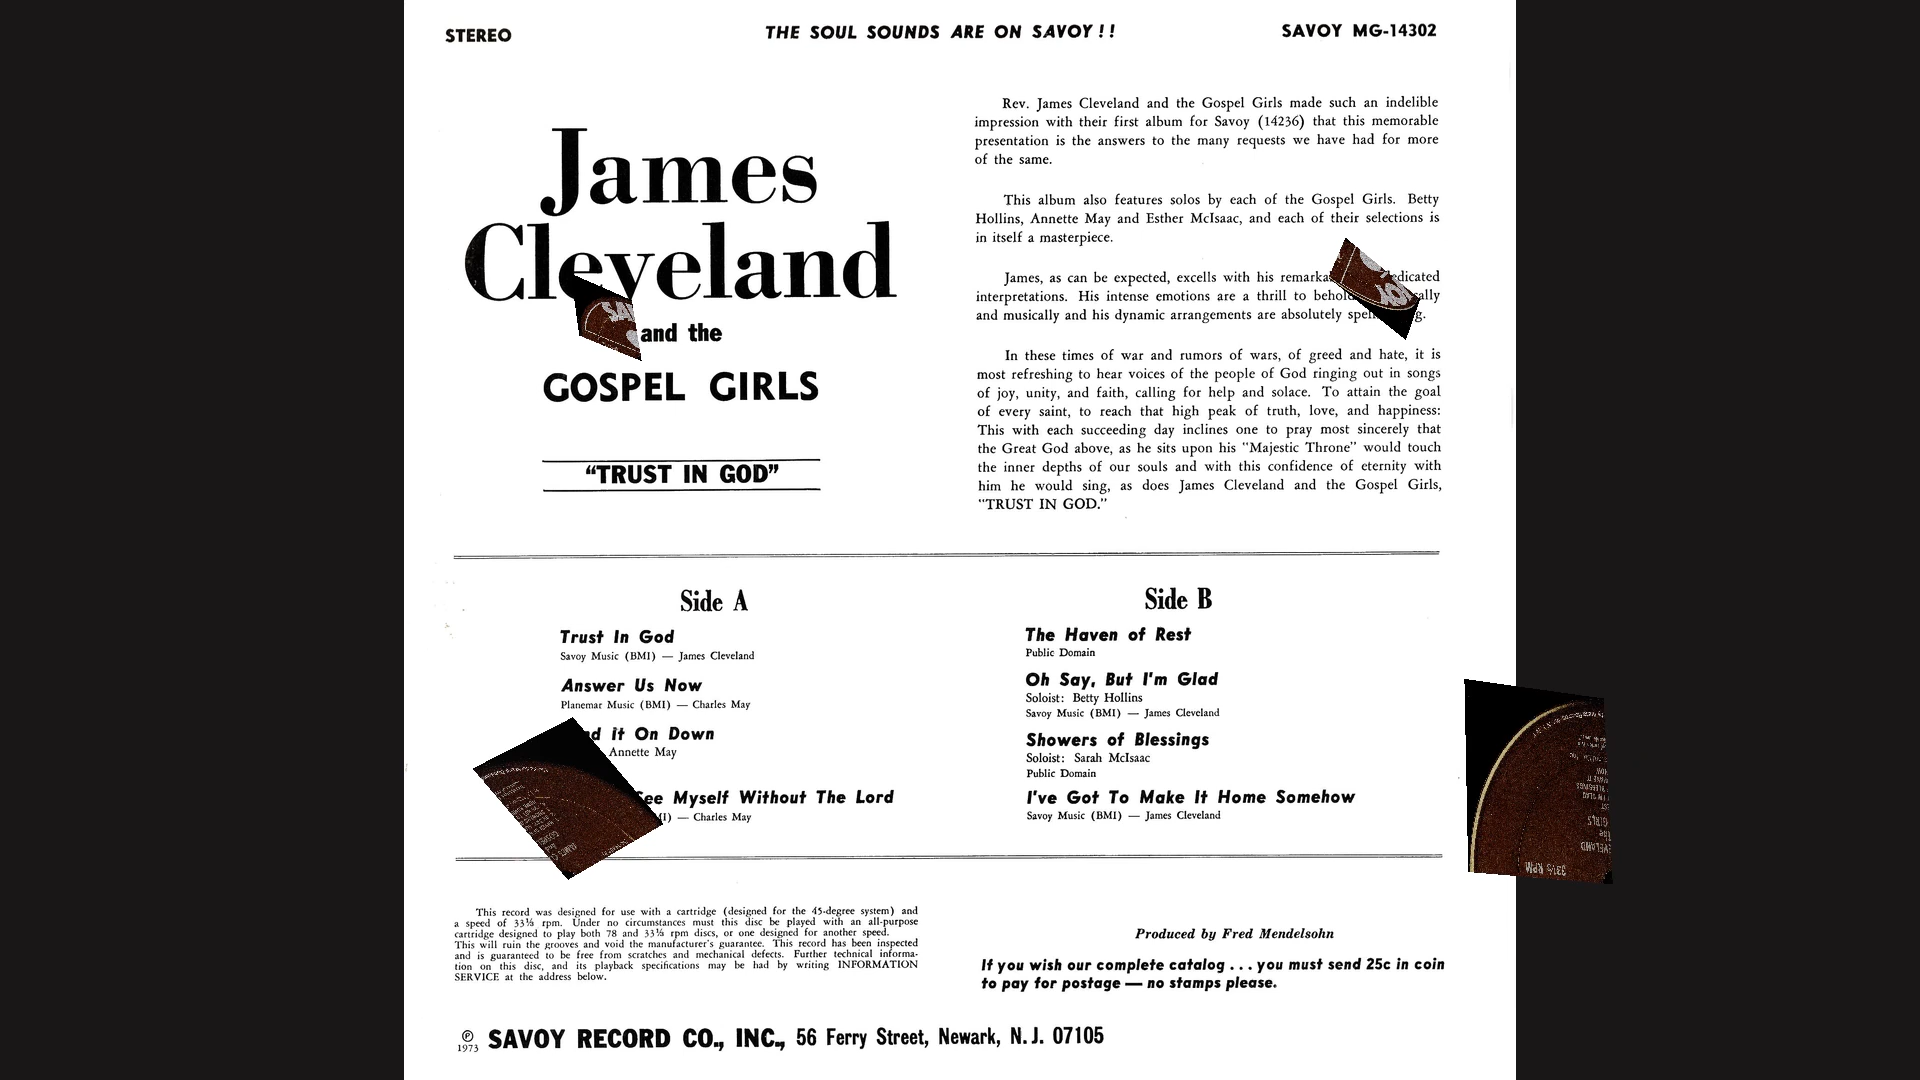 STEREO
THE SOUL SOUNDS ARE ON SAVOY!!
SAVOY MG-14302
James
Cleveland
and the
GOSPEL GIRLS
“TRUST IN GOD”
Rev. James Cleveland and the Gospel Girls made such an indelible
impression with their first album for Savoy (14236) that this memorable
presentation is the answers to the many requests we have had for more
of the same.
This album also features solos by each of the Gospel Girls. Betty
Hollins, Annette May and Esther McIsaac, and each of their selections is
in itself a masterpiece.
James, as can be expected, excells with his
interpretations. His intense emotions are a thrill to
and musically and his dynamic arrangements are absolutely
In these times of war and rumors of wars, of greed and hate, it is
most refreshing to hear voices of the people of God ringing out in songs
of joy, unity, and faith, calling for help and solace. To attain the goal
of every saint, to reach that high peak of truth, love, and happiness:
This with each succeeding day inclines one to pray most sincerely that
the Great God above, as he sits upon his "Majestic Throne" would touch
the inner depths of our souls and with this confidence of eternity with
him he would sing, as does James Cleveland and the Gospel Girls,
"TRUST IN GOD."
Side A
Trust In God
Savoy Music (BMI) — James Cleveland
Answer Us Now
Planemar Music (BMI) — Charles May
it On Down
Annette May
See Myself Without The Lord
— Charles May
Side B
The Haven of Rest
Public Domain
Oh Say, But I'm Glad
Soloist: Betty Hollins
Savoy Music (BMI) — James Cleveland
Showers of Blessings
Soloist: Sarah McIsaac
Public Domain
I've Got To Make It Home Somehow
Savoy Music (BMI) — James Cleveland
33⅓ RPM
This record was designed for use with a cartridge (designed for the 45-degree system) and
a speed of 33⅓ rpm. Under no circumstances must this disc be played with an all-purpose
cartridge designed to play both 78 and 33⅓ rpm discs, or one designed for another speed.
This will ruin the grooves and void the manufacturer's guarantee. This record has been inspected
and is guaranteed to be free from scratches and mechanical defects. Further technical informa-
tion on this disc, and its playback specifications may be had by writing INFORMATION
SERVICE at the address below.
Produced by Fred Mendelsohn
If you wish our complete catalog . . . you must send 25c in coin
to pay for postage — no stamps please.
℗ 1973 SAVOY RECORD CO., INC., 56 Ferry Street, Newark, N.J. 07105